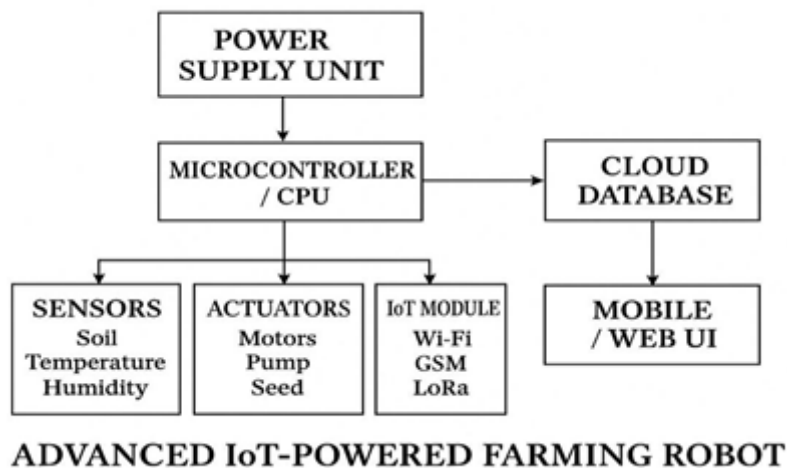 POWER
SUPPLY UNIT
MICROCONTROLLER
/ CPU
CLOUD
DATABASE
SENSORS
Soil
Temperature
Humidity
ACTUATORS
Motors
Pump
Seed
IoT MODULE
Wi-Fi
GSM
LoRa
MOBILE
/ WEB UI
ADVANCED IoT-POWERED FARMING ROBOT